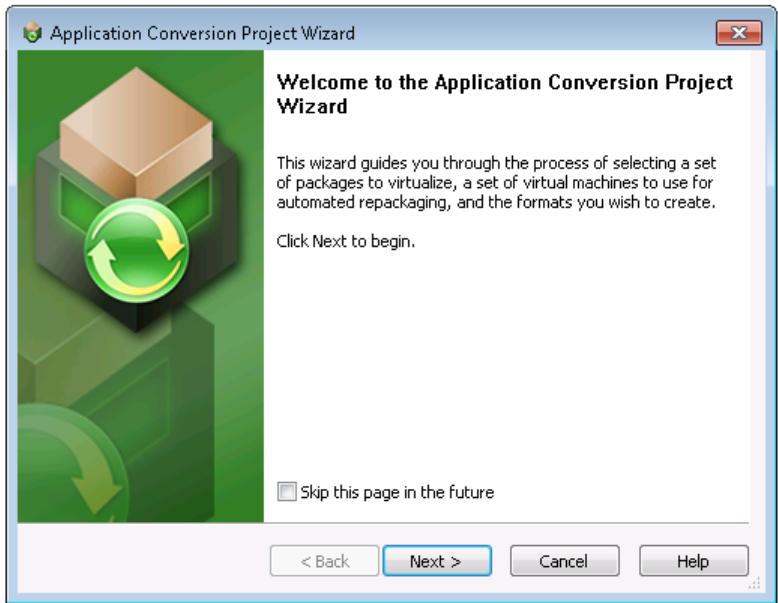 Application Conversion Project Wizard
Welcome to the Application Conversion Project
Wizard
This wizard guides you through the process of selecting a set
of packages to virtualize, a set of virtual machines to use for
automated repackaging, and the formats you wish to create.
Click Next to begin.
Skip this page in the future
< Back Next > Cancel Help